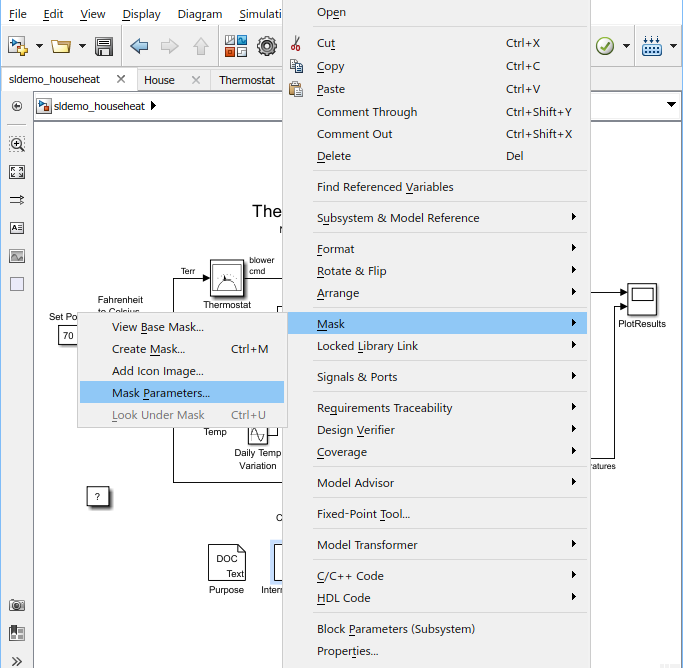 File Edit View Display Diagram Simulati
sldemo_househeat House Thermostat
sldemo_househeat
Open
Cut Ctrl+X
Copy Ctrl+C
Paste Ctrl+V
Comment Through Ctrl+Shift+Y
Comment Out Ctrl+Shift+X
Delete Del
Find Referenced Variables
Subsystem & Model Reference
Format
Rotate & Flip
Arrange
Mask
Locked Library Link
Signals & Ports
Requirements Traceability
Design Verifier
Coverage
Model Advisor
Fixed-Point Tool...
Model Transformer
C/C++ Code
HDL Code
Block Parameters (Subsystem)
Properties...
View Base Mask...
Create Mask... Ctrl+M
Add Icon Image...
Mask Parameters...
Look Under Mask Ctrl+U
The
Terr
blower
cmd
Thermostat
Fahrenheit
to Celsius
Set Po
70
PlotResults
Temp
Daily Temp
Variation
atures
?
DOC
Text
Purpose
Intern